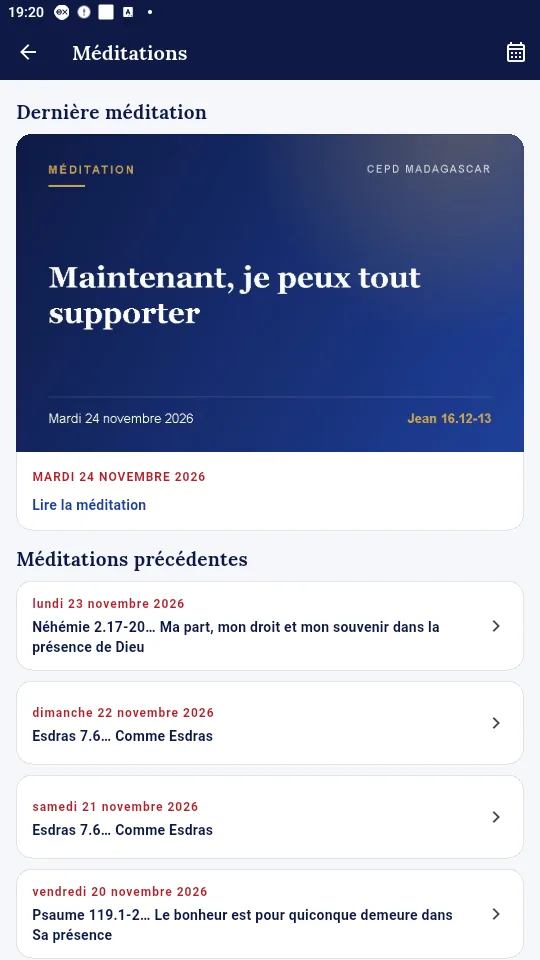 19:20
Méditations
Dernière méditation
MÉDITATION
CEPD MADAGASCAR
Maintenant, je peux tout
supporter
Mardi 24 novembre 2026
Jean 16.12-13
MARDI 24 NOVEMBRE 2026
Lire la méditation
Méditations précédentes
lundi 23 novembre 2026
Néhémie 2.17-20… Ma part, mon droit et mon souvenir dans la
présence de Dieu
dimanche 22 novembre 2026
Esdras 7.6… Comme Esdras
samedi 21 novembre 2026
Esdras 7.6… Comme Esdras
vendredi 20 novembre 2026
Psaume 119.1-2… Le bonheur est pour quiconque demeure dans
Sa présence